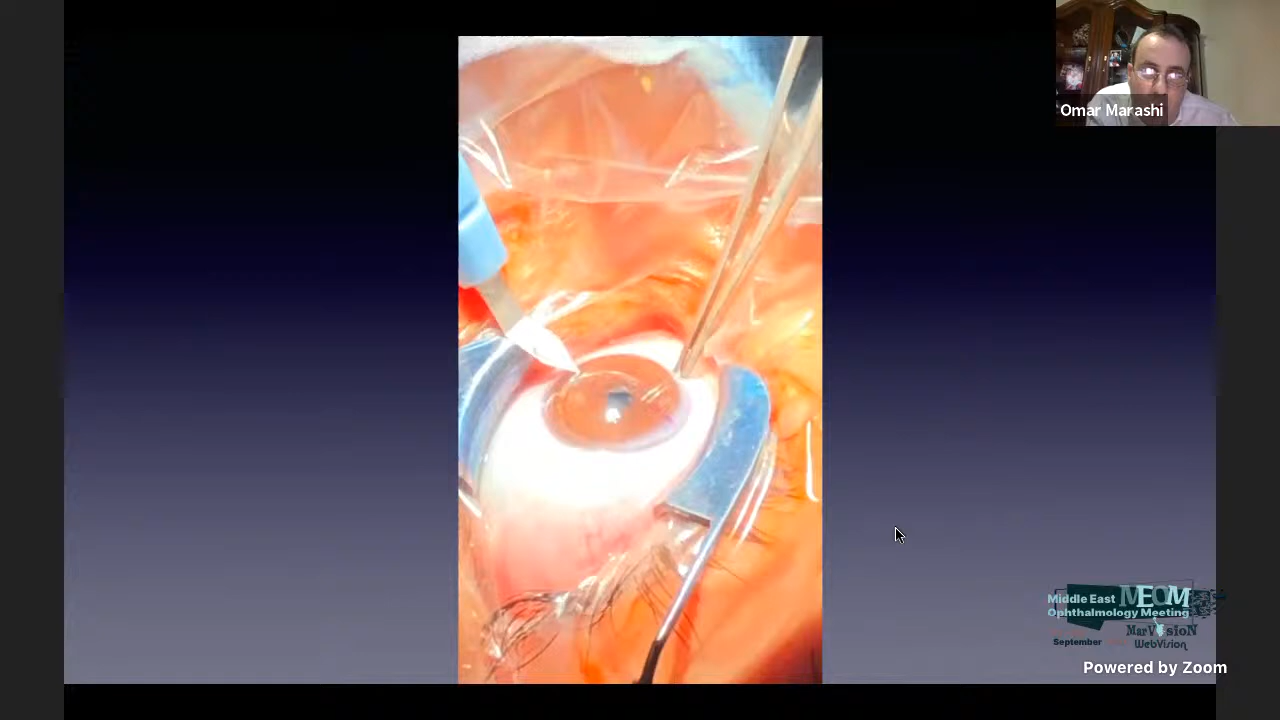 Omar Marashi
Middle East MEOM
Ophthalmology Meeting
MarVisioN
September WebVision
Powered by Zoom